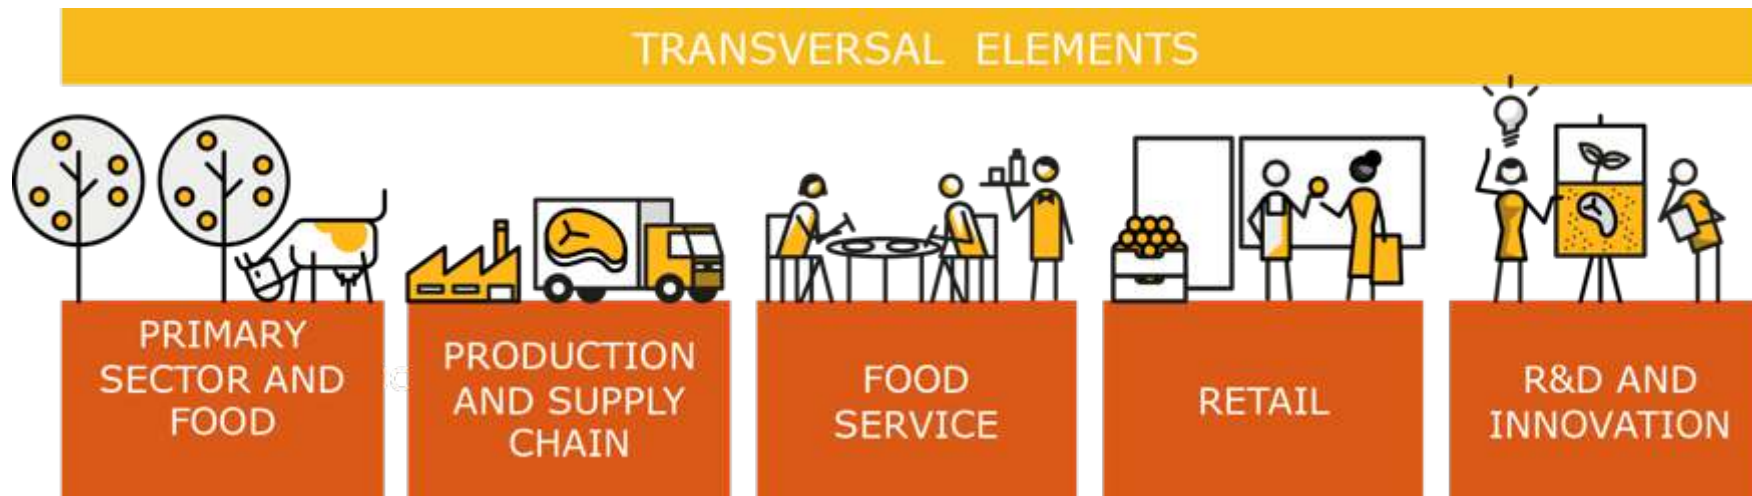 TRANSVERSAL ELEMENTS
PRIMARY
SECTOR AND
FOOD
PRODUCTION
AND SUPPLY
CHAIN
FOOD
SERVICE
RETAIL
R&D AND
INNOVATION